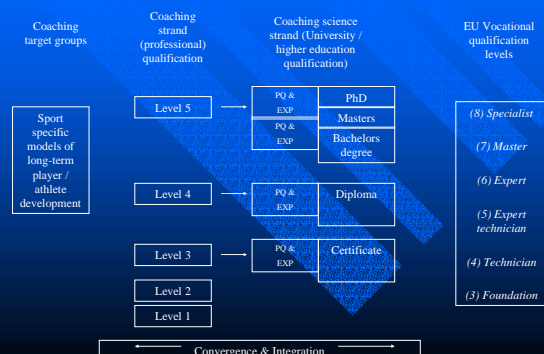 Coaching
target groups
Coaching
strand
(professional)
qualification
Coaching science
strand (University /
higher education
qualification)
EU Vocational
qualification
levels
Sport
specific
models of
long-term
player /
athlete
development
Level 5
PQ &
EXP
PhD
Masters
PQ &
EXP
Bachelors
degree
Level 4
PQ &
EXP
Diploma
Level 3
PQ &
EXP
Certificate
Level 2
Level 1
(8) Specialist
(7) Master
(6) Expert
(5) Expert
technician
(4) Technician
(3) Foundation
Convergence & Integration